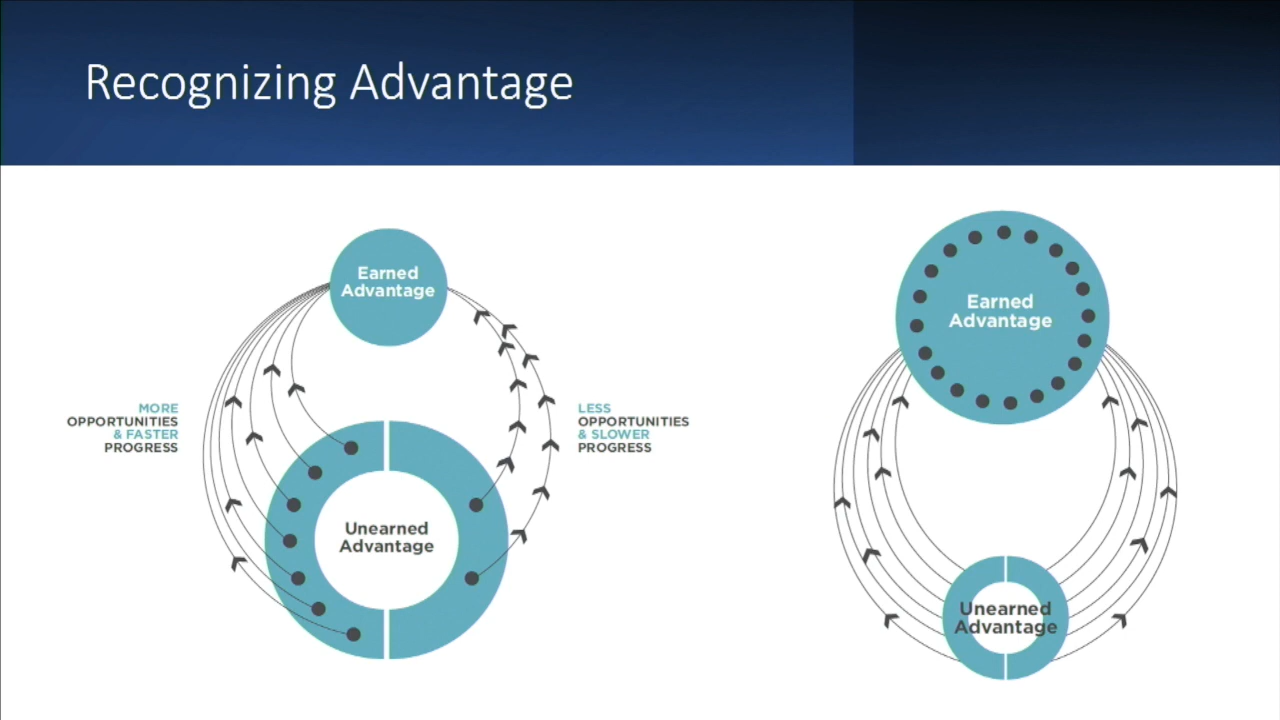 Recognizing Advantage
Earned
Advantage
MORE
OPPORTUNITIES
& FASTER
PROGRESS
LESS
OPPORTUNITIES
& SLOWER
PROGRESS
Unearned
Advantage
Earned
Advantage
Unearned
Advantage